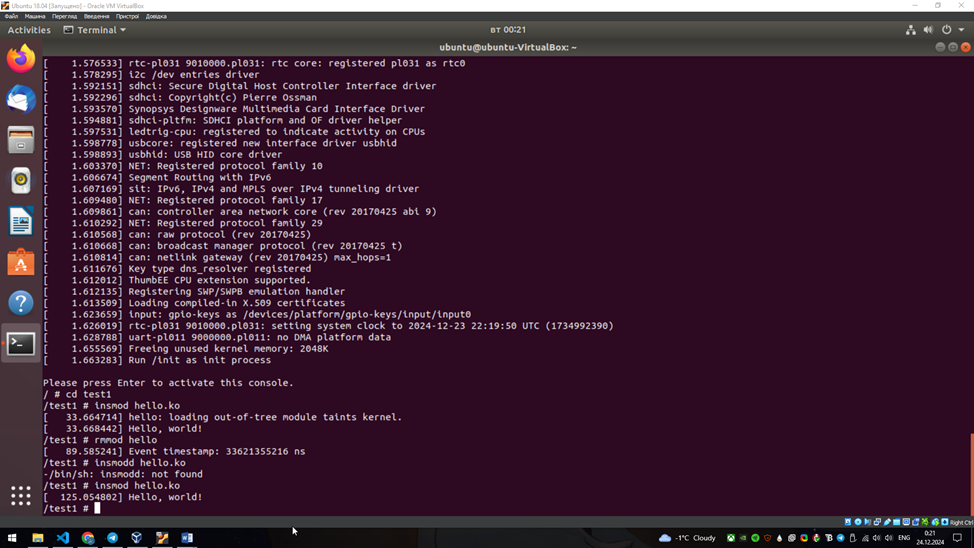 Ubuntu 18.04 [Запущено] - Oracle VM VirtualBox
Файл Машина Перегляд Введення Пристрої Довідка
Activities Terminal ВТ 00:21
ubuntu@ubuntu-VirtualBox: ~
[    1.576533] rtc-pl031 9010000.pl031: rtc core: registered pl031 as rtc0
[    1.578295] i2c /dev entries driver
[    1.592151] sdhci: Secure Digital Host Controller Interface driver
[    1.592296] sdhci: Copyright(c) Pierre Ossman
[    1.593570] Synopsys Designware Multimedia Card Interface Driver
[    1.594881] sdhci-pltfm: SDHCI platform and OF driver helper
[    1.597531] ledtrig-cpu: registered to indicate activity on CPUs
[    1.598778] usbcore: registered new interface driver usbhid
[    1.598893] usbhid: USB HID core driver
[    1.603370] NET: Registered protocol family 10
[    1.606674] Segment Routing with IPv6
[    1.607169] sit: IPv6, IPv4 and MPLS over IPv4 tunneling driver
[    1.609480] NET: Registered protocol family 17
[    1.609861] can: controller area network core (rev 20170425 abi 9)
[    1.610292] NET: Registered protocol family 29
[    1.610568] can: raw protocol (rev 20170425)
[    1.610668] can: broadcast manager protocol (rev 20170425 t)
[    1.610814] can: netlink gateway (rev 20170425) max_hops=1
[    1.611676] Key type dns_resolver registered
[    1.612012] ThumbEE CPU extension supported.
[    1.612135] Registering SWP/SWPB emulation handler
[    1.613509] Loading compiled-in X.509 certificates
[    1.623659] input: gpio-keys as /devices/platform/gpio-keys/input/input0
[    1.626019] rtc-pl031 9010000.pl031: setting system clock to 2024-12-23 22:19:50 UTC (1734992390)
[    1.628788] uart-pl011 9000000.pl011: no DMA platform data
[    1.655569] Freeing unused kernel memory: 2048K
[    1.663283] Run /init as init process
Please press Enter to activate this console.
/ # cd test1
/test1 # insmod hello.ko
[   33.664714] hello: loading out-of-tree module taints kernel.
[   33.668442] Hello, world!
/test1 # rmmod hello
[   89.585241] Event timestamp: 33621355216 ns
/test1 # insmodd hello.ko
-/bin/sh: insmodd: not found
/test1 # insmod hello.ko
[  125.054802] Hello, world!
/test1 #
Right Ctrl
-1°C Cloudy ENG 0:21
24.12.2024